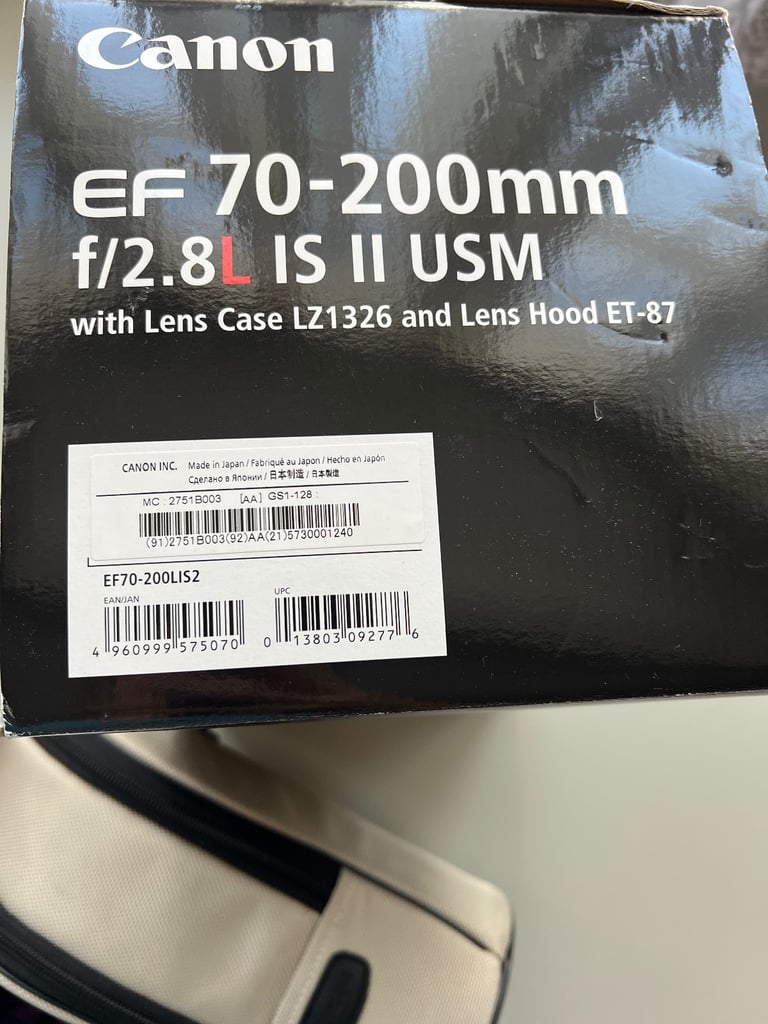 Canon
EF 70-200mm
f/2.8L IS II USM
with Lens Case LZ1326 and Lens Hood ET-87
CANON INC. Made in Japan / Fabriqué au Japon / Hecho en Japón
Сделано в Японии / 日本制造 / 日本製造
MC : 2751B003 [AA] GS1-128 :
(91)2751B003(92)AA(21)5730001240
EF70-200LIS2
EAN/JAN
4 960999 575070
UPC
0 13803 09277 6